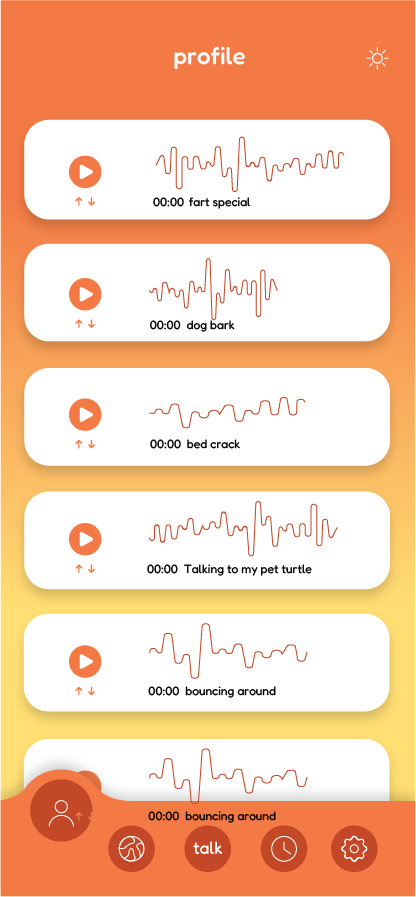 profile
00:00 fart special
00:00 dog bark
00:00 bed crack
00:00 Talking to my pet turtle
00:00 bouncing around
00:00 bouncing around
talk